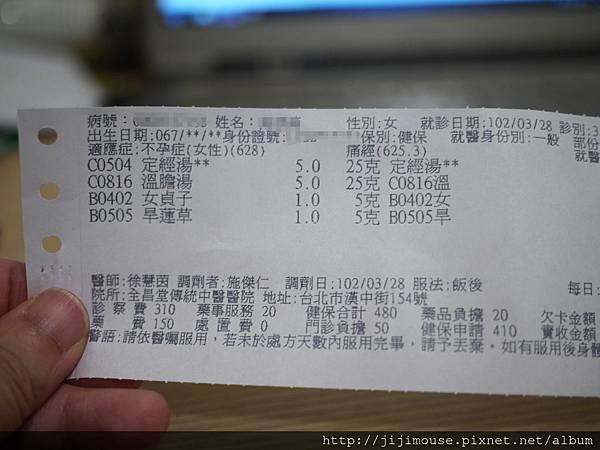 病號: 姓名: 性別:女 就診日期:102/03/28 診別:3
出生日期:067/**/**身份證號: 保別:健保 就醫身份別:一般 部份
適應症:不孕症(女性)(628) 痛經(625.3) 就醫
C0504 定經湯** 5.0 25克 定經湯**
C0816 溫膽湯 5.0 25克 C0816溫
B0402 女貞子 1.0 5克 B0402女
B0505 旱蓮草 1.0 5克 B0505旱
醫師:徐慧茵 調劑者:施傑仁 調劑日:102/03/28 服法:飯後 每日:
院所:全昌堂傳統中醫醫院 地址:台北市漢中街154號
診察費 310 藥事服務 20 健保合計 480 藥品負擔 20 欠卡金額
藥費 150 處置費 0 門診負擔 50 健保申請 410 實收金額
警語:請依醫囑服用，若未於處方天數內服用完畢，請予丟棄。如有服用後身體
http://jijimouse.pixnet.net/album